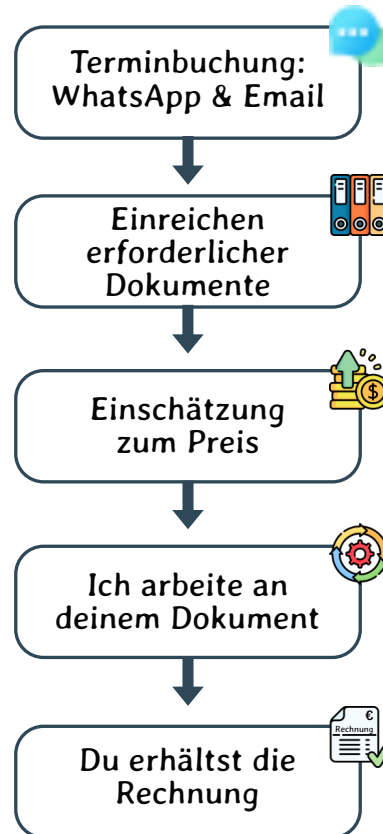 Terminbuchung:
WhatsApp & Email
Einreichen
erforderlicher
Dokumente
Einschätzung
zum Preis
$
Ich arbeite an
deinem Dokument
€
Rechnung
Du erhältst die
Rechnung